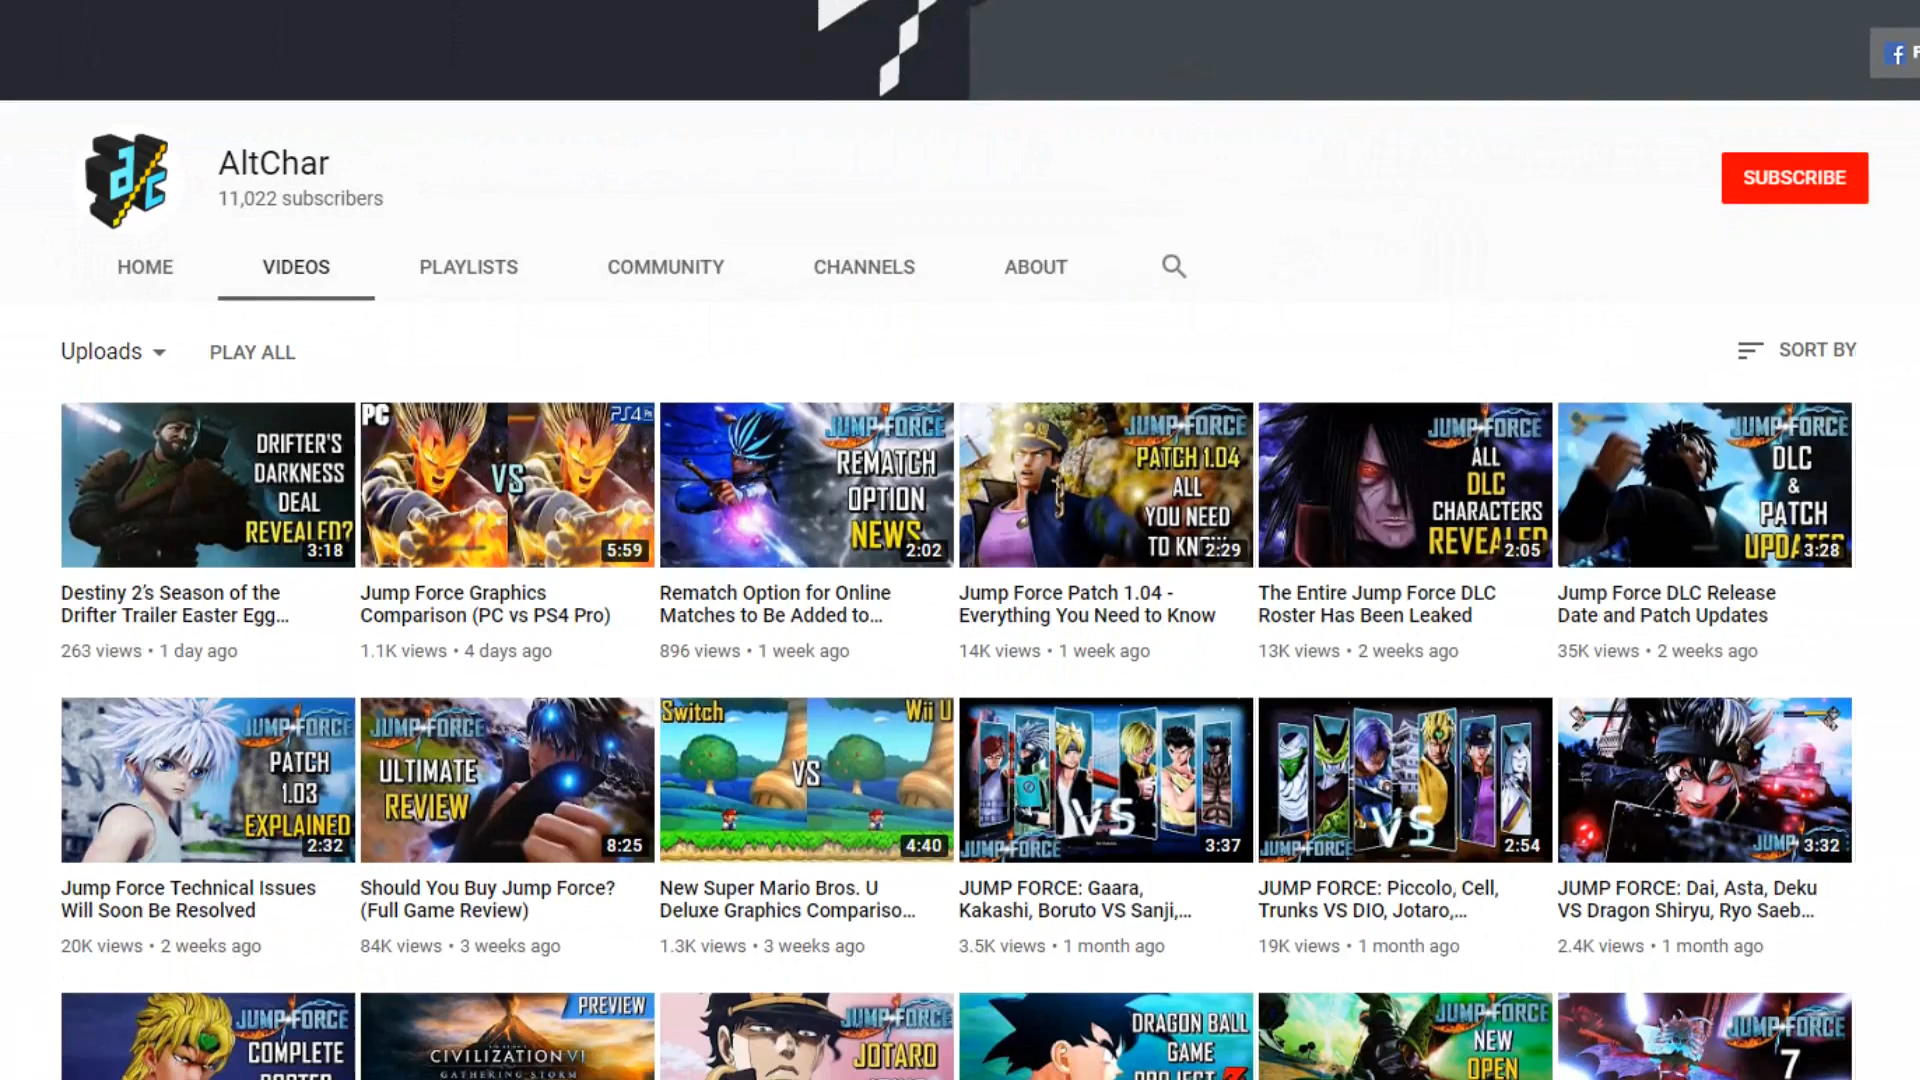 AltChar
11,022 subscribers
SUBSCRIBE
HOME
VIDEOS
PLAYLISTS
COMMUNITY
CHANNELS
ABOUT
Uploads
PLAY ALL
SORT BY
DRIFTER'S
DARKNESS
DEAL
REVEALED?
3:18
PC
PS4
VS
5:59
JUMP FORCE
REMATCH
OPTION
NEWS
2:02
JUMP FORCE
PATCH 1.04
ALL
YOU NEED
TO KNOW
2:29
JUMP FORCE
ALL
DLC
CHARACTERS
REVEALED
2:05
JUMP FORCE
DLC
&
PATCH
UPDATES
3:28
Destiny 2’s Season of the
Drifter Trailer Easter Egg...
263 views • 1 day ago
Jump Force Graphics
Comparison (PC vs PS4 Pro)
1.1K views • 4 days ago
Rematch Option for Online
Matches to Be Added to...
896 views • 1 week ago
Jump Force Patch 1.04 -
Everything You Need to Know
14K views • 1 week ago
The Entire Jump Force DLC
Roster Has Been Leaked
13K views • 2 weeks ago
Jump Force DLC Release
Date and Patch Updates
35K views • 2 weeks ago
JUMP FORCE
PATCH
1.03
EXPLAINED
2:32
JUMP FORCE
ULTIMATE
REVIEW
8:25
Switch
Wii U
VS
4:40
VS
JUMP FORCE
3:37
VS
JUMP FORCE
2:54
JUMP
3:32
Jump Force Technical Issues
Will Soon Be Resolved
20K views • 2 weeks ago
Should You Buy Jump Force?
(Full Game Review)
84K views • 3 weeks ago
New Super Mario Bros. U
Deluxe Graphics Compariso...
1.3K views • 3 weeks ago
JUMP FORCE: Gaara,
Kakashi, Boruto VS Sanji,...
3.5K views • 1 month ago
JUMP FORCE: Piccolo, Cell,
Trunks VS DIO, Jotaro,...
19K views • 1 month ago
JUMP FORCE: Dai, Asta, Deku
VS Dragon Shiryu, Ryo Saeb...
2.4K views • 1 month ago
JUMP FORCE
COMPLETE
ROSTER
PREVIEW
CIVILIZATION VI
GATHERING STORM
JUMP FORCE
JOTARO
DRAGON BALL
GAME
PROJECT Z
JUMP FORCE
NEW
OPEN
JUMP FORCE
7